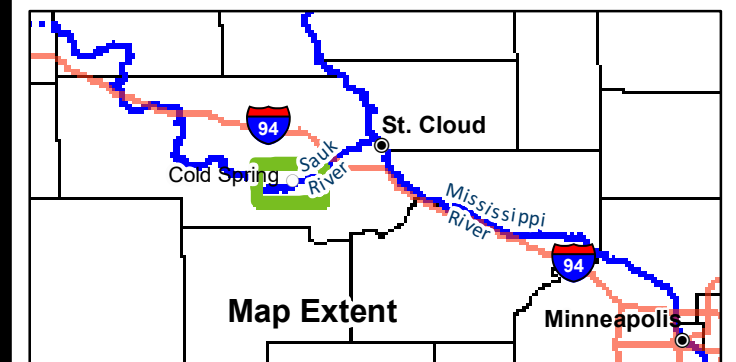 94
St. Cloud
Sauk
River
Cold Spring
Mississippi
River
94
Map Extent
Minneapolis